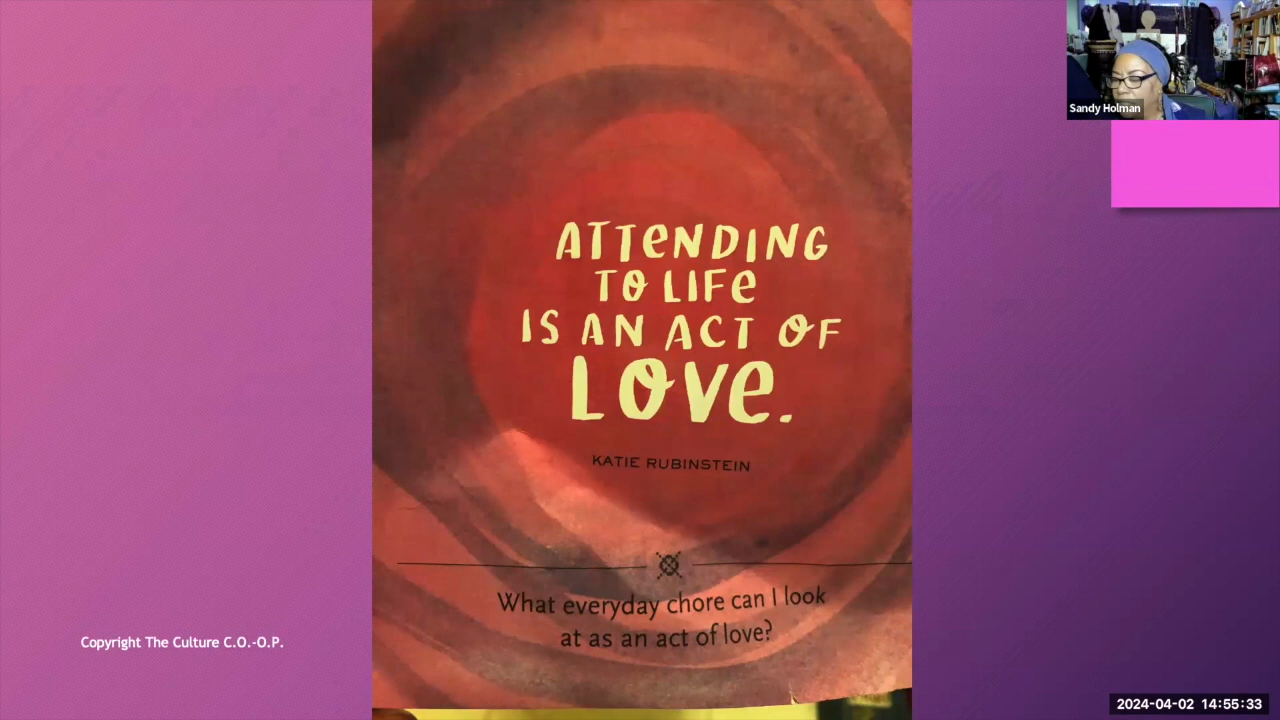 Sandy Holman
ATTENDING
TO LIFE
IS AN ACT OF
LOVE.
KATIE RUBINSTEIN
What everyday chore can I look
at as an act of love?
Copyright The Culture C.O.-O.P.
2024-04-02 14:55:33